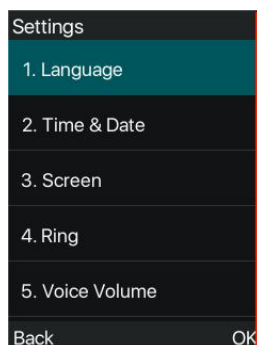 Settings
1. Language
2. Time & Date
3. Screen
4. Ring
5. Voice Volume
Back OK